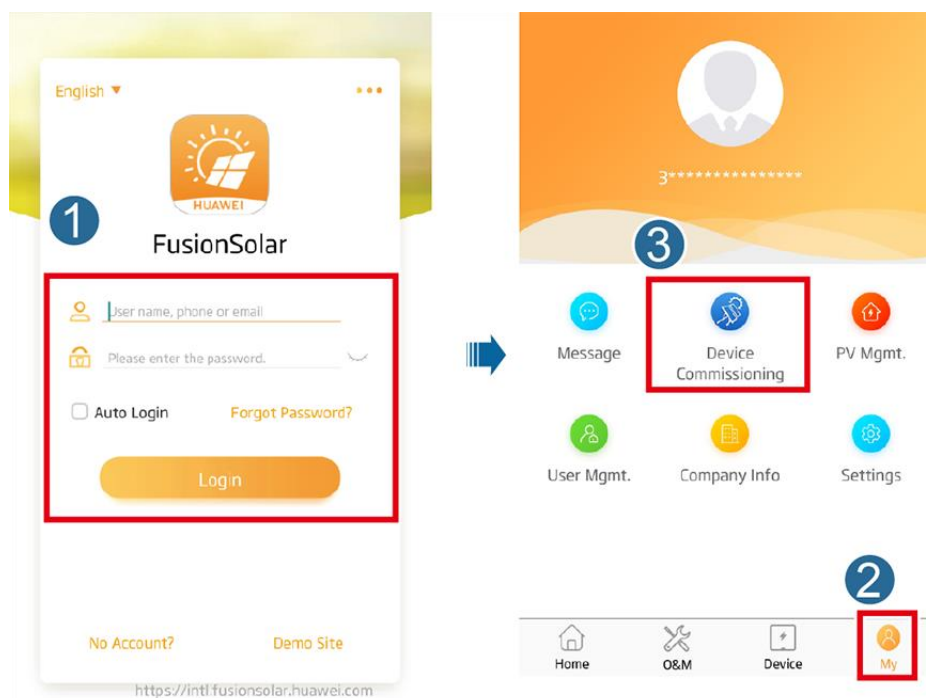 English ▼
HUAWEI
1
FusionSolar
User name, phone or email
Please enter the password.
Auto Login Forgot Password?
Login
No Account? Demo Site
https://intl.fusionsolar.huawei.com
3***************
3
Message Device Commissioning PV Mgmt.
User Mgmt. Company Info Settings
2
Home O&M Device My